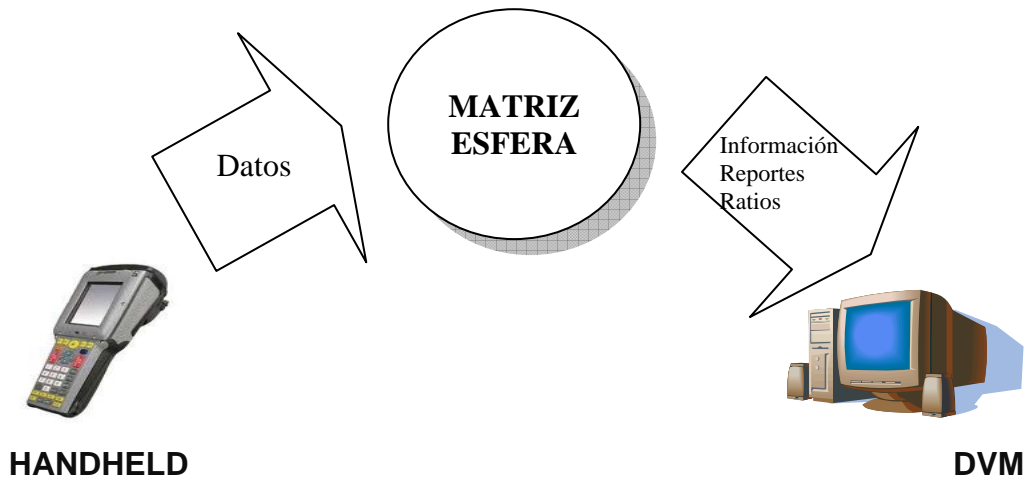 MATRIZ
ESFERA
Datos
Información
Reportes
Ratios
HANDHELD
DVM